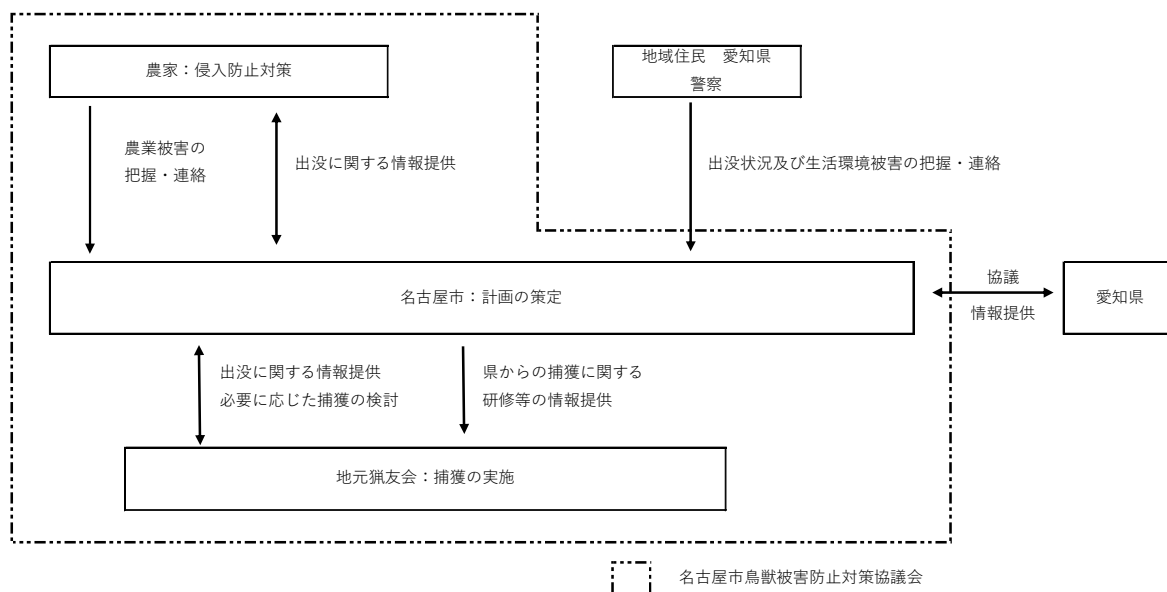 農家：侵入防止対策
地域住民　愛知県
警察
農業被害の
把握・連絡
出没に関する情報提供
出没状況及び生活環境被害の把握・連絡
名古屋市：計画の策定
協議
情報提供
愛知県
出没に関する情報提供
必要に応じた捕獲の検討
県からの捕獲に関する
研修等の情報提供
地元猟友会：捕獲の実施
名古屋市鳥獣被害防止対策協議会